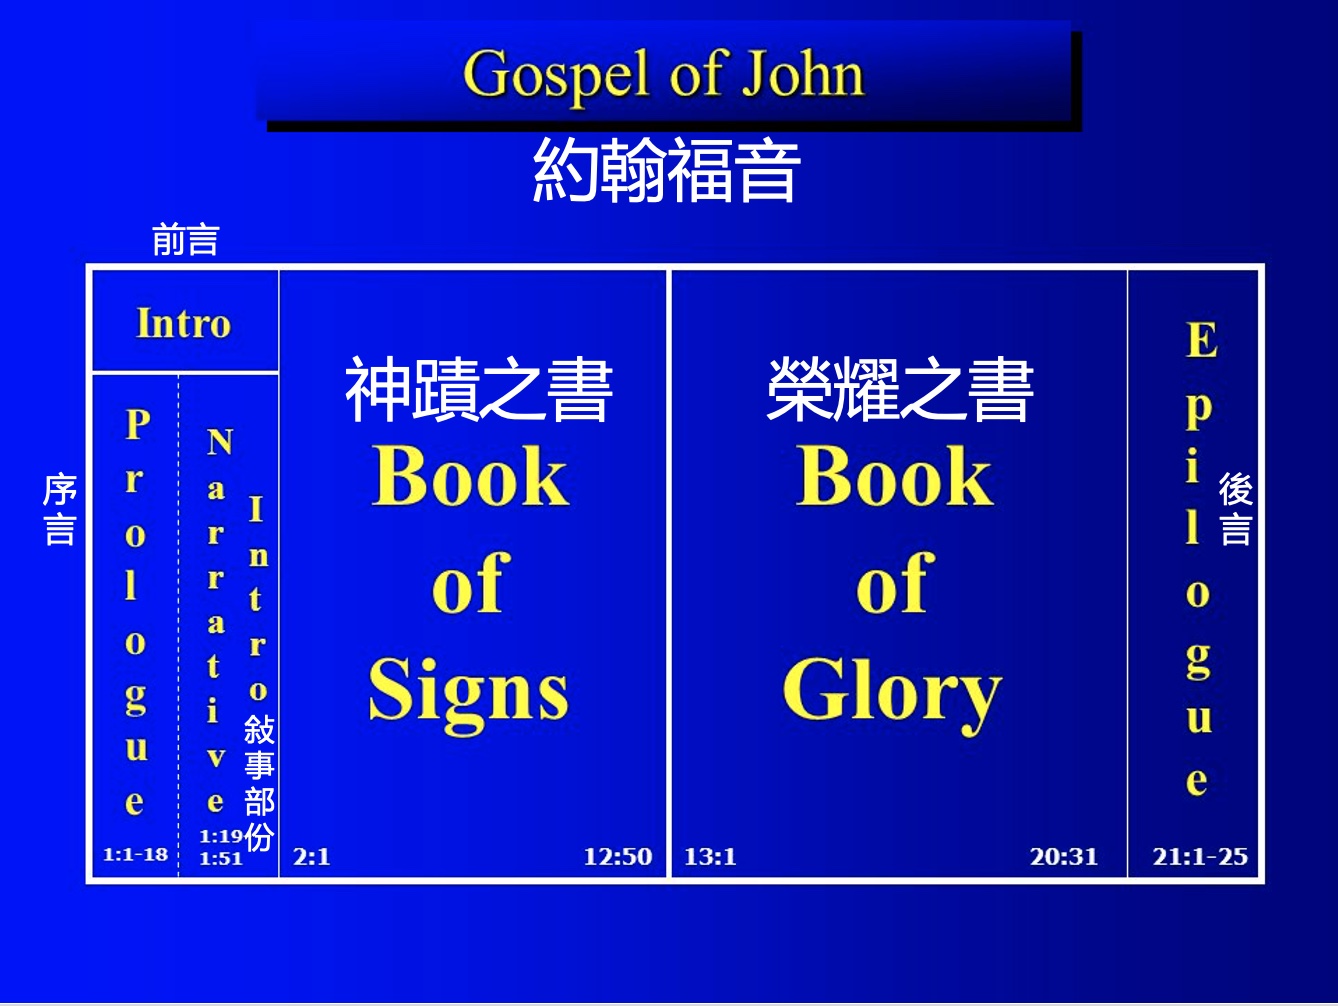 Gospel of John
約翰福音
前言
Intro
序言
Prologue
1:1-18
Narrative
Intro
敍事部份
1:19
1:51
神蹟之書
Book
of
Signs
2:1
12:50
榮耀之書
Book
of
Glory
13:1
20:31
Epilogue
後言
21:1-25